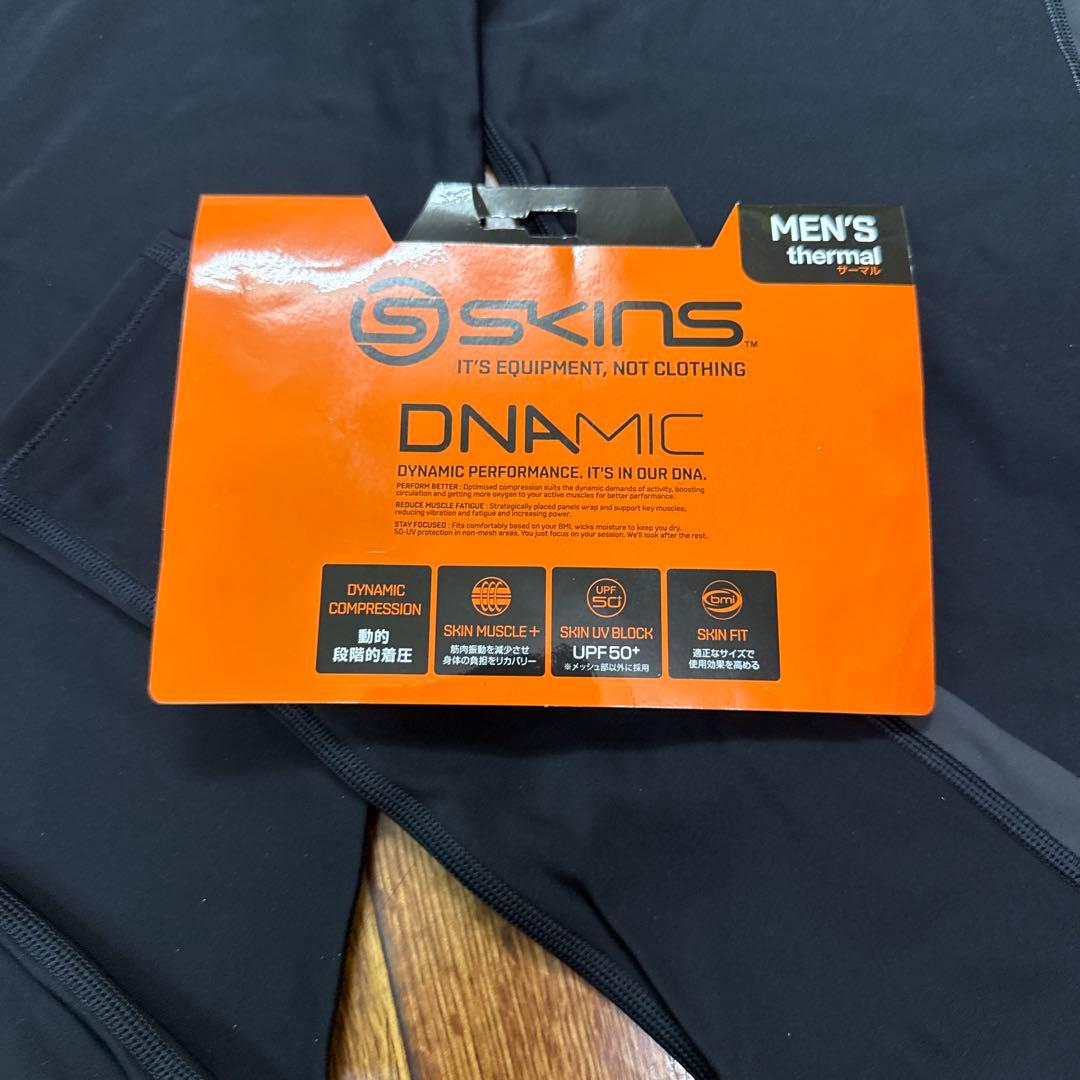 MEN'S
thermal
サーマル
S SKINS™
IT'S EQUIPMENT, NOT CLOTHING
DNAMIC
DYNAMIC PERFORMANCE. IT'S IN OUR DNA.
PERFORM BETTER : Optimised compression suits the dynamic demands of activity, boosting
circulation and getting more oxygen to your active muscles for better performance.
REDUCE MUSCLE FATIGUE : Strategically placed panels wrap and support key muscles,
reducing vibration and fatigue and increasing power.
STAY FOCUSED : Fits comfortably based on your BMI, wicks moisture to keep you dry.
50-UV protection in non-mesh areas. You just focus on your session. We'll look after the rest.
DYNAMIC
COMPRESSION
動的
段階的着圧
SKIN MUSCLE+
筋肉振動を減少させ
身体の負担をリカバリー
UPF
50+
SKIN UV BLOCK
UPF50+
※メッシュ部以外に採用
bmi
SKIN FIT
適正なサイズで
使用効果を高める